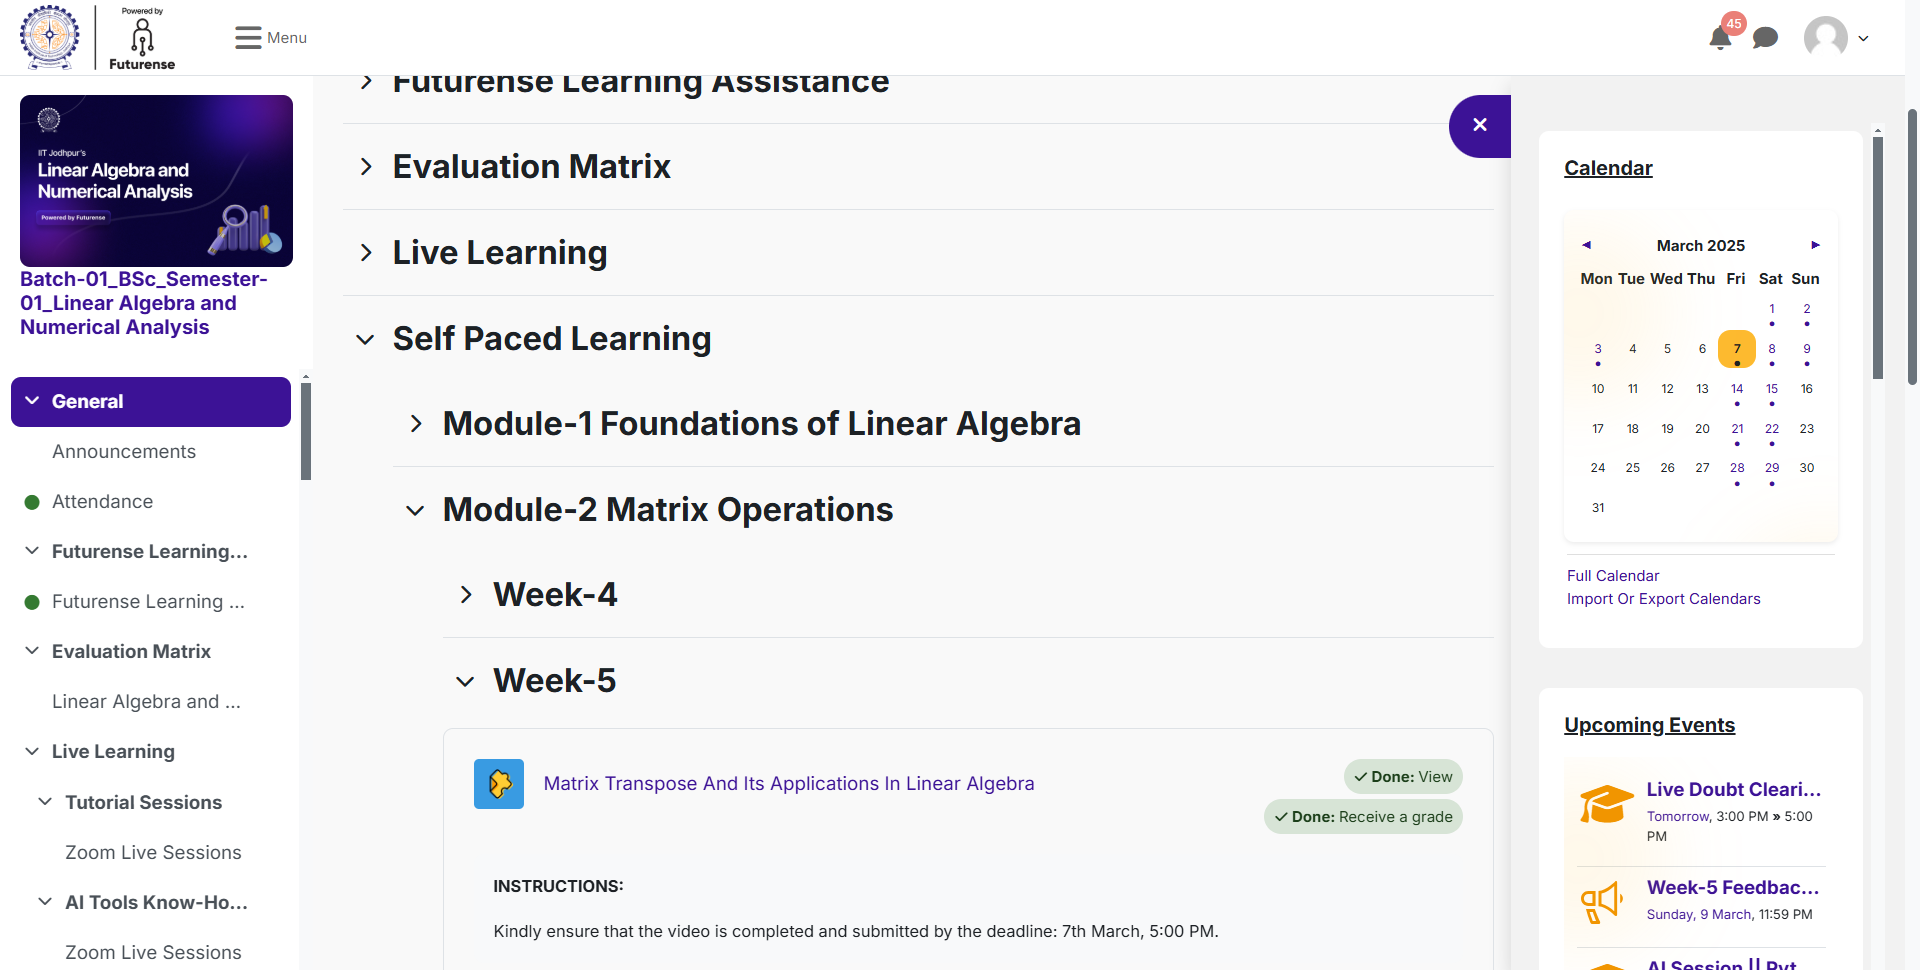 Powered by
Futurense
Menu
45
IIT Jodhpur's
Linear Algebra and
Numerical Analysis
Powered by Futurense
Batch-01_BSc_Semester-
01_Linear Algebra and
Numerical Analysis
General
Announcements
Attendance
Futurense Learning...
Futurense Learning ...
Evaluation Matrix
Linear Algebra and ...
Live Learning
Tutorial Sessions
Zoom Live Sessions
AI Tools Know-Ho...
Zoom Live Sessions
Futurense Learning Assistance
Evaluation Matrix
Live Learning
Self Paced Learning
Module-1 Foundations of Linear Algebra
Module-2 Matrix Operations
Week-4
Week-5
Matrix Transpose And Its Applications In Linear Algebra
Done: View
Done: Receive a grade
INSTRUCTIONS:
Kindly ensure that the video is completed and submitted by the deadline: 7th March, 5:00 PM.
Calendar
◄ March 2025 ►
Mon Tue Wed Thu Fri Sat Sun
1 2
3 4 5 6 7 8 9
10 11 12 13 14 15 16
17 18 19 20 21 22 23
24 25 26 27 28 29 30
31
Full Calendar
Import Or Export Calendars
Upcoming Events
Live Doubt Cleari...
Tomorrow, 3:00 PM » 5:00
PM
Week-5 Feedbac...
Sunday, 9 March, 11:59 PM
AI Session || Pyt...